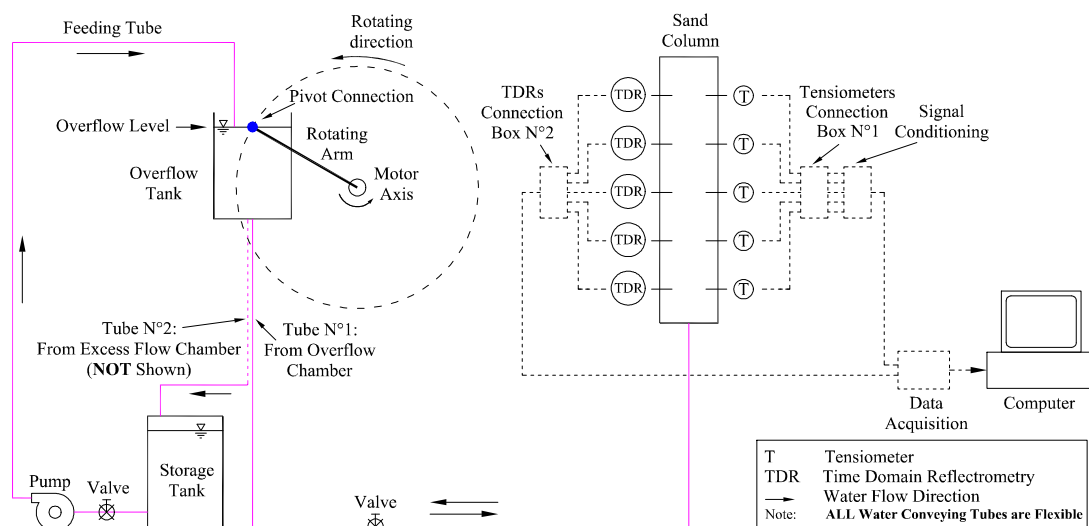 Feeding Tube
Rotating
direction
Pivot Connection
Overflow Level
Rotating
Arm
Overflow
Tank
Motor
Axis
Tube N°2:
From Excess Flow Chamber
(NOT Shown)
Tube N°1:
From Overflow
Chamber
Storage
Tank
Pump
Valve
Valve
Sand
Column
TDRs
Connection
Box N°2
TDR
TDR
TDR
TDR
TDR
T
T
T
T
T
Tensiometers
Connection
Box N°1
Signal
Conditioning
Data
Acquisition
Computer
T Tensiometer
TDR Time Domain Reflectrometry
Water Flow Direction
Note: ALL Water Conveying Tubes are Flexible